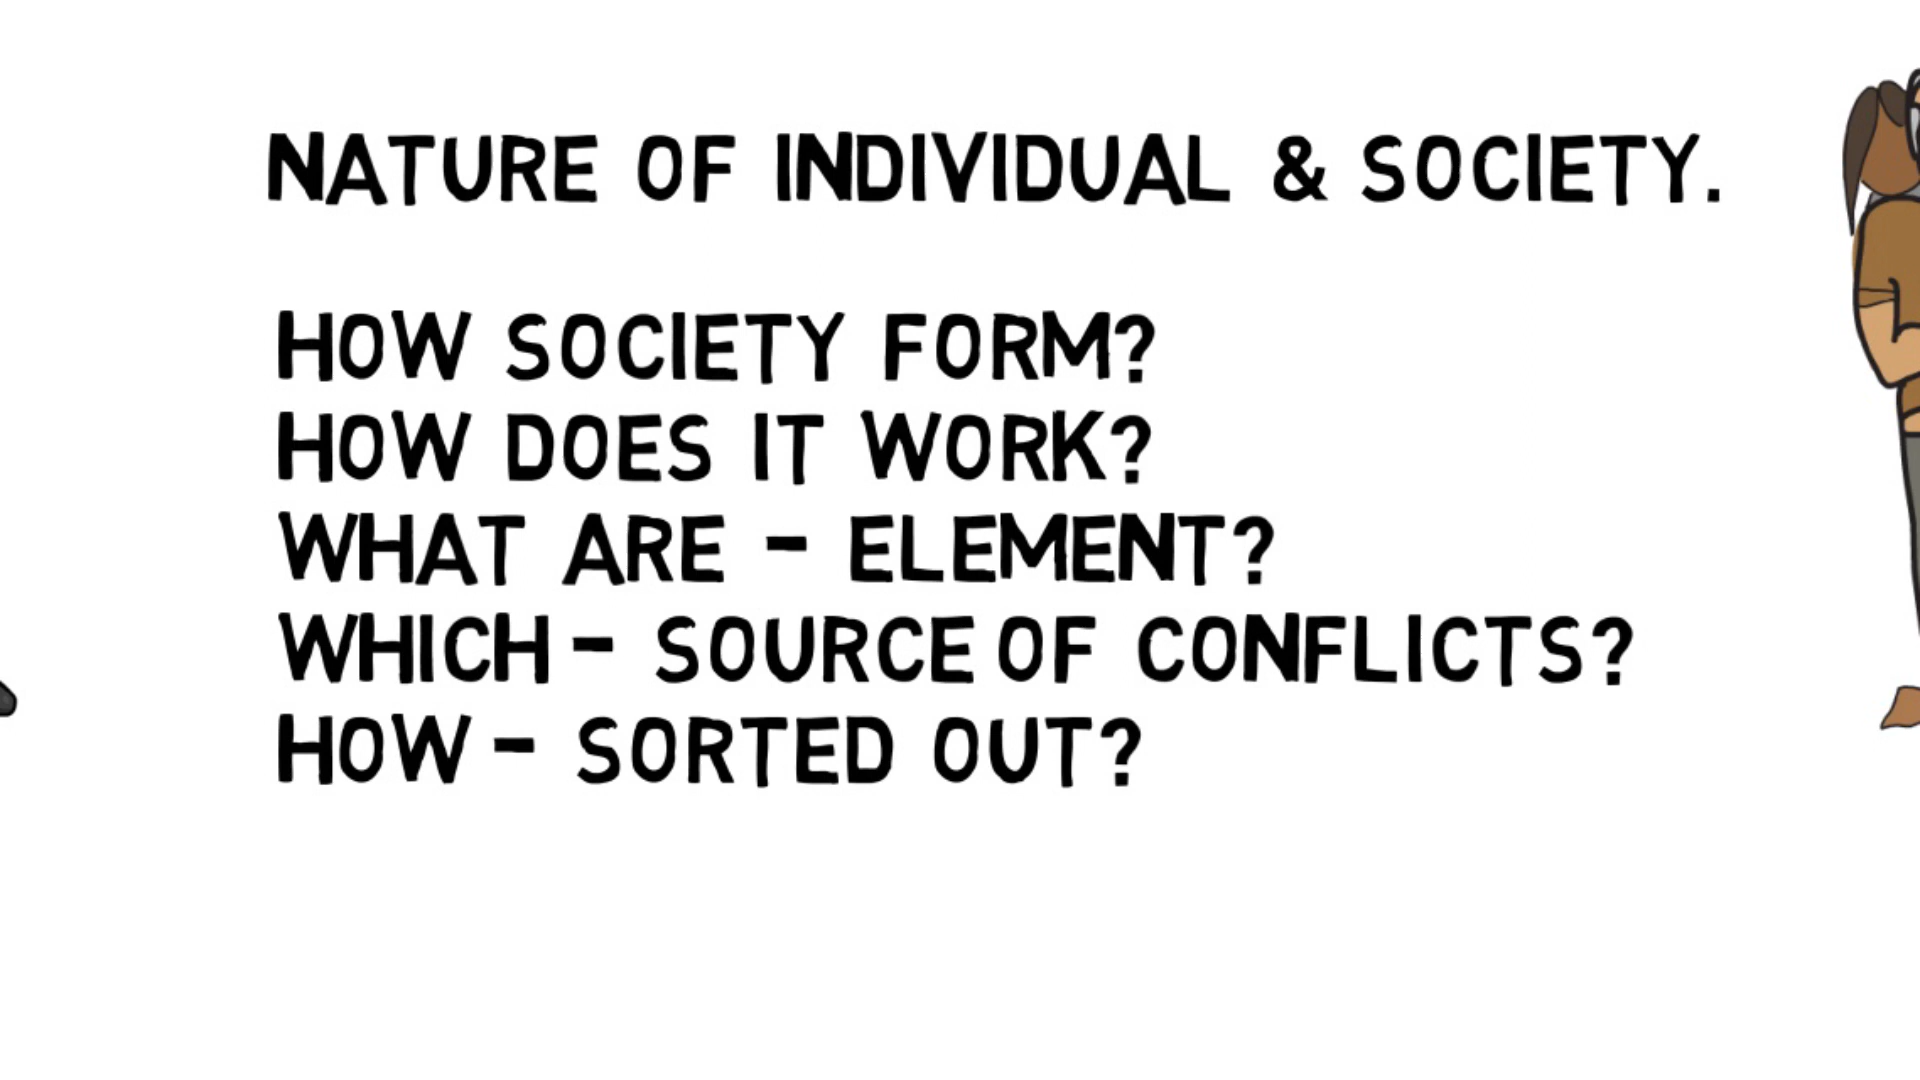 NATURE OF INDIVIDUAL & SOCIETY.
HOW SOCIETY FORM?
HOW DOES IT WORK?
WHAT ARE - ELEMENT?
WHICH - SOURCE OF CONFLICTS?
HOW - SORTED OUT?